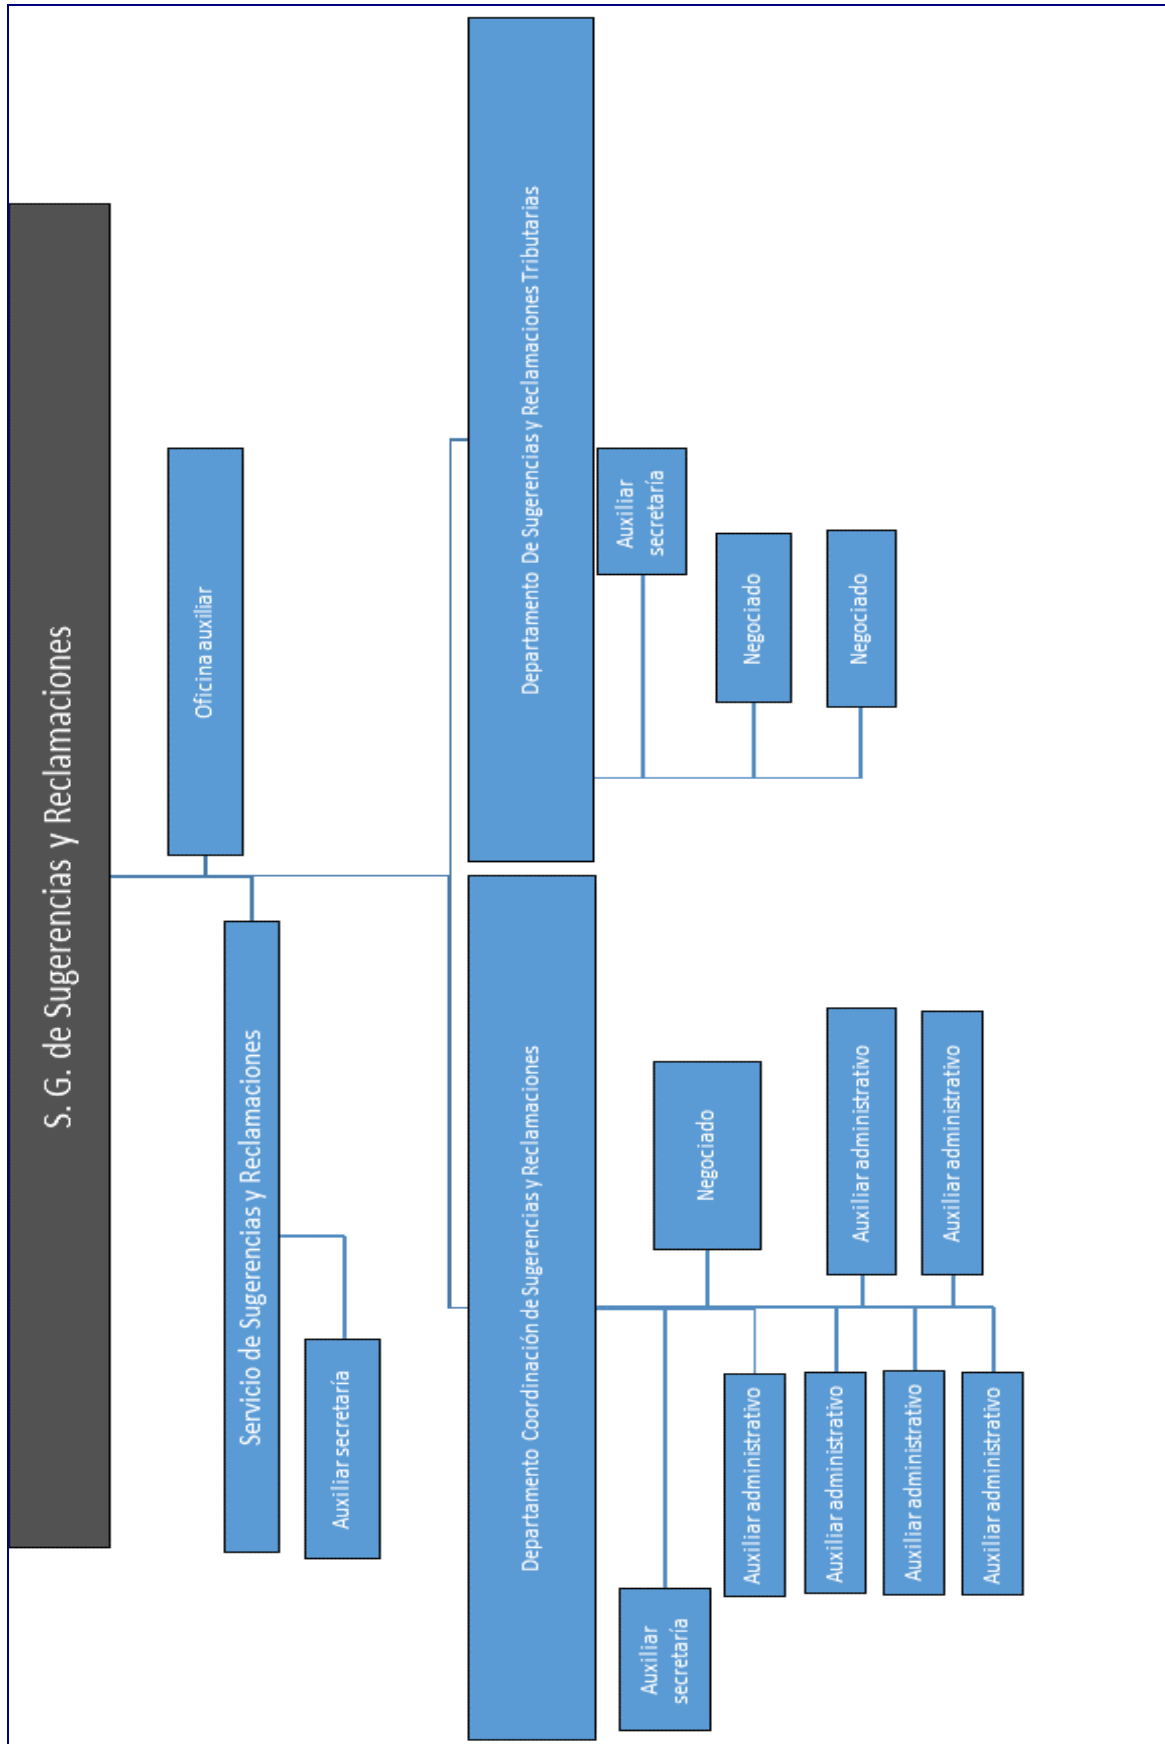 S. G. de Sugerencias y Reclamaciones
Oficina auxiliar
Servicio de Sugerencias y Reclamaciones
Auxiliar secretaría
Departamento Coordinación de Sugerencias y Reclamaciones
Departamento De Sugerencias y Reclamaciones Tributarias
Auxiliar
secretaría
Negociado
Auxiliar administrativo
Auxiliar administrativo
Auxiliar administrativo
Auxiliar administrativo
Auxiliar administrativo
Auxiliar administrativo
Auxiliar
secretaría
Negociado
Negociado